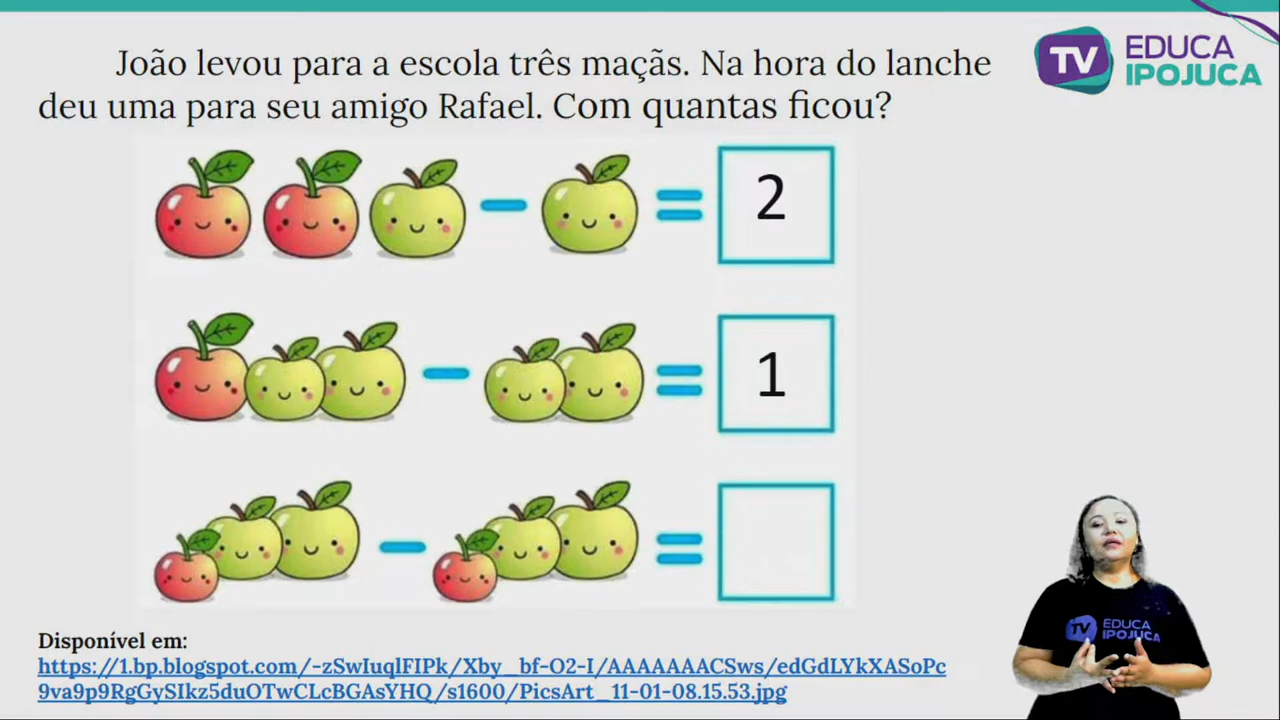 João levou para a escola três maçãs. Na hora do lanche
deu uma para seu amigo Rafael. Com quantas ficou?
TV EDUCA
IPOJUCA
2
1
Disponível em:
https://1.bp.blogspot.com/-zSwIuqlFIPk/Xby_bf-O2-I/AAAAAAACSws/edGdLYkXASoPc
9va9p9RgGySIkz5duOTwCLcBGAsYHQ/s1600/PicsArt_11-01-08.15.53.jpg
TV EDUCA
IPOJUCA